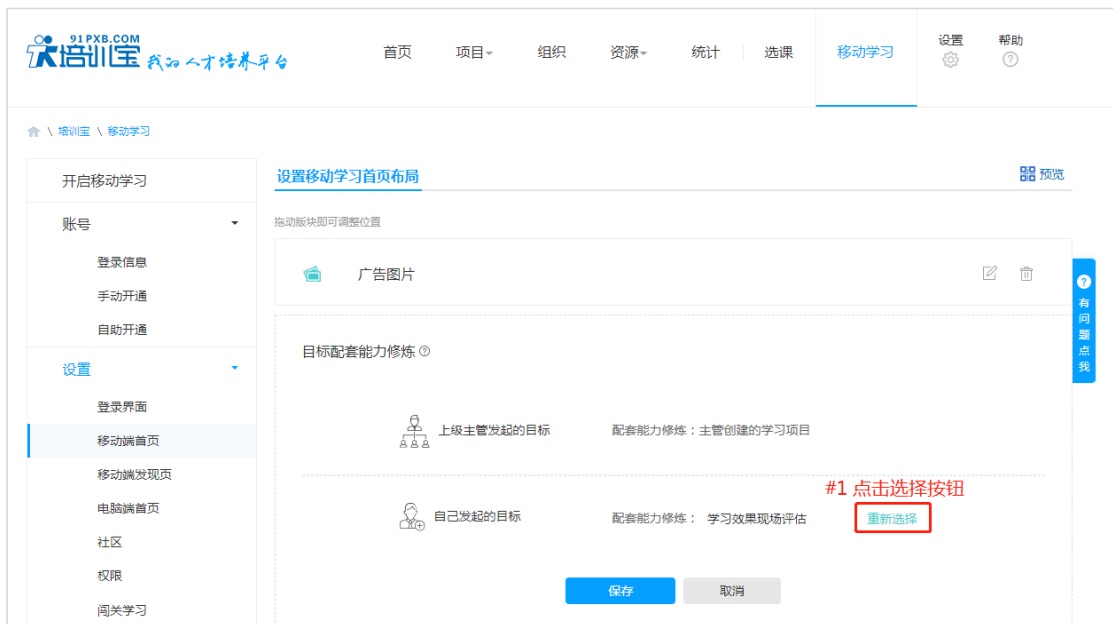 91PXB.COM
培训宝 我的人才培养平台
首页 项目 组织 资源 统计 选课 移动学习 设置 帮助
\ 培训宝 \ 移动学习
开启移动学习
账号
登录信息
手动开通
自助开通
设置
登录界面
移动端首页
移动端发现页
电脑端首页
社区
权限
闯关学习
设置移动学习首页布局
预览
拖动版块即可调整位置
广告图片
目标配套能力修炼 ?
上级主管发起的目标 配套能力修炼：主管创建的学习项目
#1 点击选择按钮
自己发起的目标 配套能力修炼： 学习效果现场评估 重新选择
保存 取消
?
有问题点我